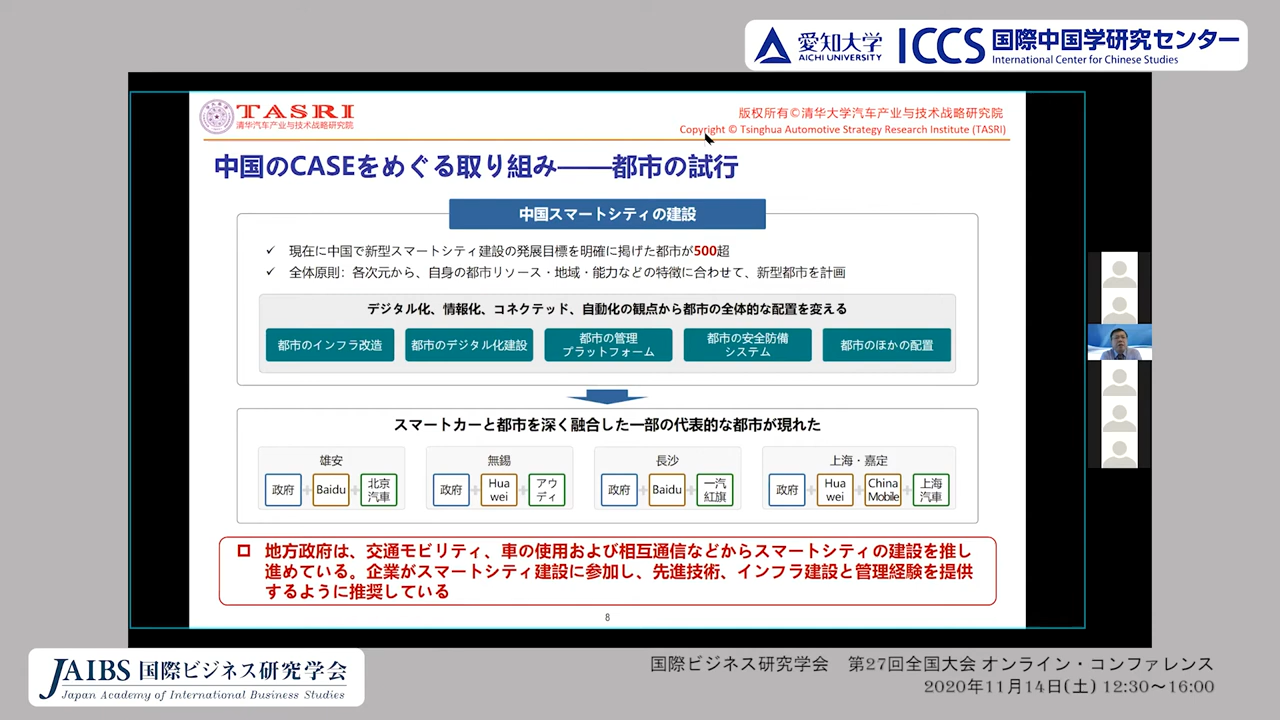 愛知大学
AICHI UNIVERSITY
ICCS 国際中国学研究センター
International Center for Chinese Studies
TASRI
清华汽车产业与技术战略研究院
版权所有©清华大学汽车产业与技术战略研究院
Copyright © Tsinghua Automotive Strategy Research Institute (TASRI)
中国のCASEをめぐる取り組み——都市の試行
中国スマートシティの建設
✓ 現在に中国で新型スマートシティ建設の発展目標を明確に掲げた都市が500超
✓ 全体原則：各次元から、自身の都市リソース・地域・能力などの特徴に合わせて、新型都市を計画
デジタル化、情報化、コネクテッド、自動化の観点から都市の全体的な配置を変える
都市のインフラ改造
都市のデジタル化建設
都市の管理
プラットフォーム
都市の安全防備
システム
都市のほかの配置
スマートカーと都市を深く融合した一部の代表的な都市が現れた
雄安
政府 + Baidu + 北京
汽車
無錫
政府 + Hua
wei + アウ
ディ
長沙
政府 + Baidu + 一汽
紅旗
上海・嘉定
政府 + Hua
wei + China
Mobile + 上海
汽車
地方政府は、交通モビリティ、車の使用および相互通信などからスマートシティの建設を推し
進めている。企業がスマートシティ建設に参加し、先進技術、インフラ建設と管理経験を提供
するように推奨している
8
JAIBS 国際ビジネス研究学会
Japan Academy of International Business Studies
国際ビジネス研究学会 第27回全国大会 オンライン・コンファレンス
2020年11月14日(土) 12:30～16:00